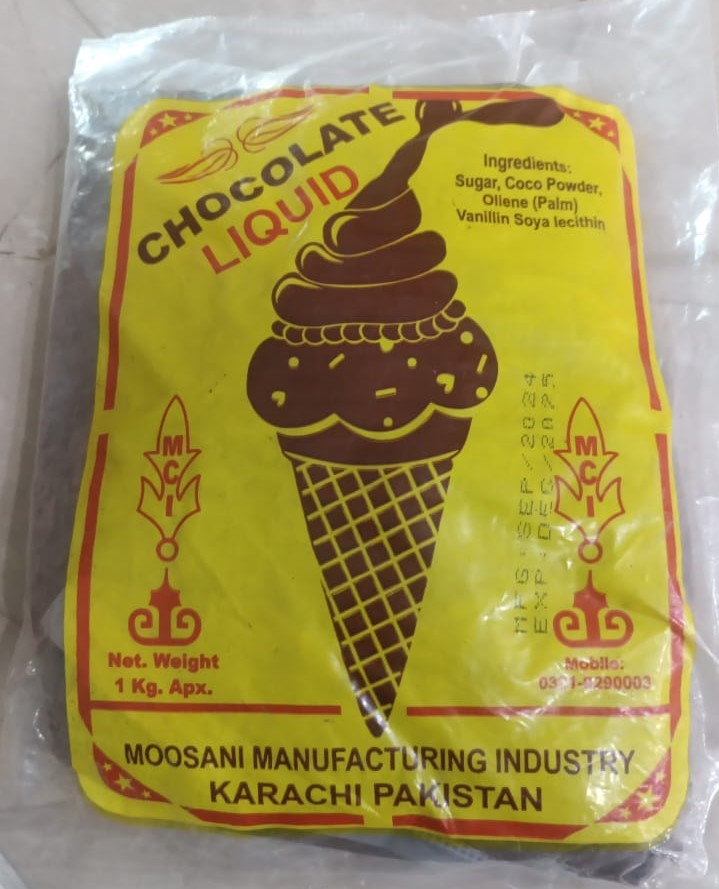 CHOCOLATE
LIQUID
Ingredients:
Sugar, Coco Powder,
Oliene (Palm)
Vanillin Soya lecithin
MFG: SEP/2024
EXP: DEC/2025
MCI
MCI
Net. Weight
1 Kg. Apx.
Mobile:
MOOSANI MANUFACTURING INDUSTRY
KARACHI PAKISTAN